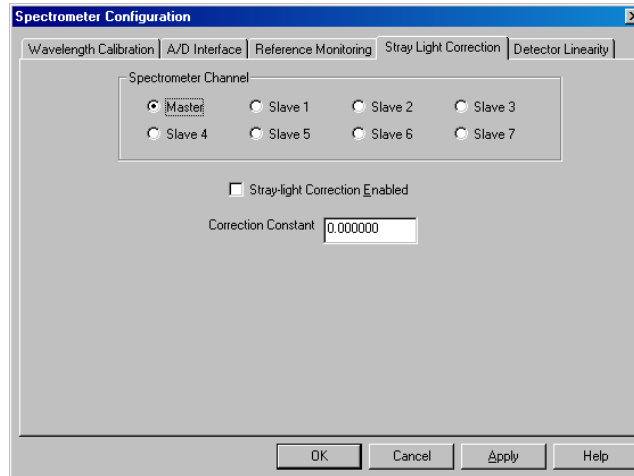 Spectrometer Configuration
Wavelength Calibration A/D Interface Reference Monitoring Stray Light Correction Detector Linearity
Spectrometer Channel
Master Slave 1 Slave 2 Slave 3
Slave 4 Slave 5 Slave 6 Slave 7
Stray-light Correction Enabled
Correction Constant 0.000000
OK Cancel Apply Help